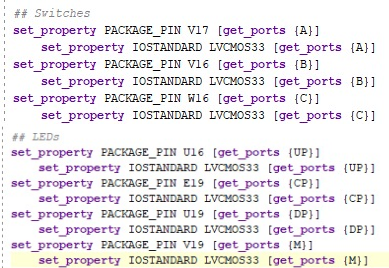 ## Switches
set_property PACKAGE_PIN V17 [get_ports {A}]
set_property IOSTANDARD LVCMOS33 [get_ports {A}]
set_property PACKAGE_PIN V16 [get_ports {B}]
set_property IOSTANDARD LVCMOS33 [get_ports {B}]
set_property PACKAGE_PIN W16 [get_ports {C}]
set_property IOSTANDARD LVCMOS33 [get_ports {C}]
## LEDs
set_property PACKAGE_PIN U16 [get_ports {UP}]
set_property IOSTANDARD LVCMOS33 [get_ports {UP}]
set_property PACKAGE_PIN E19 [get_ports {CP}]
set_property IOSTANDARD LVCMOS33 [get_ports {CP}]
set_property PACKAGE_PIN U19 [get_ports {DP}]
set_property IOSTANDARD LVCMOS33 [get_ports {DP}]
set_property PACKAGE_PIN V19 [get_ports {M}]
set_property IOSTANDARD LVCMOS33 [get_ports {M}]